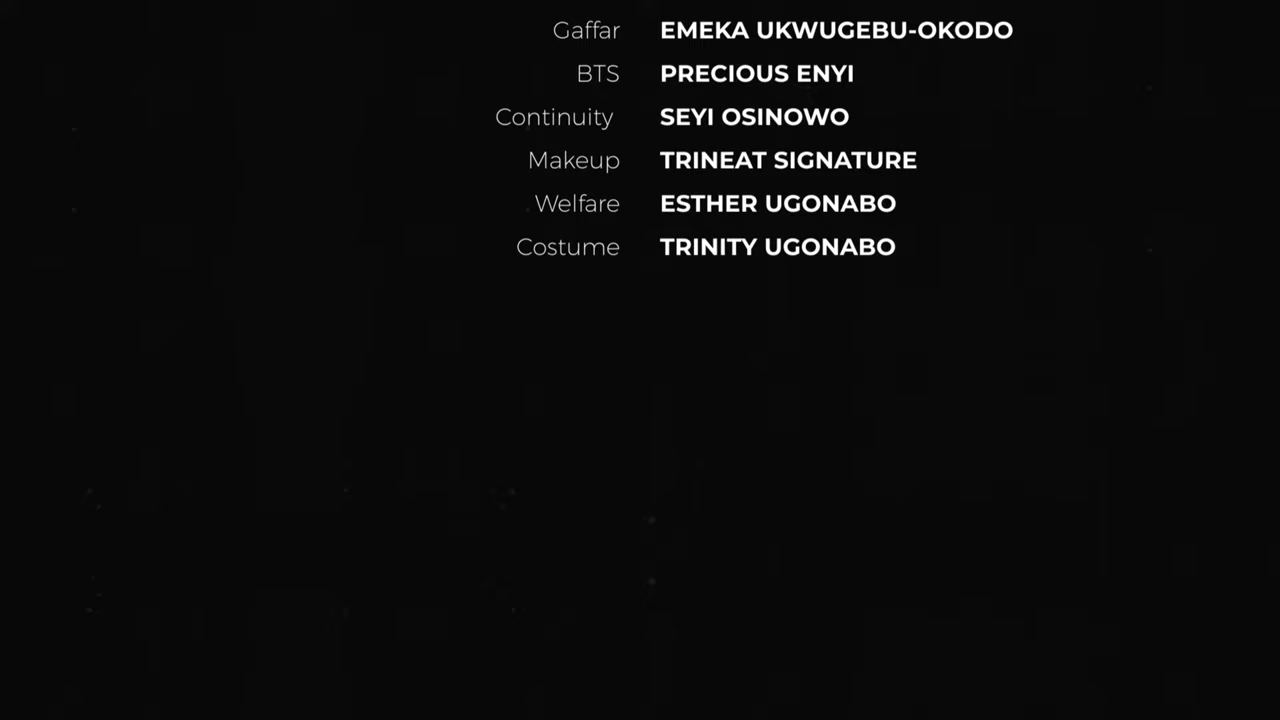 Gaffar EMEKA UKWUGEBU-OKODO
BTS PRECIOUS ENYI
Continuity SEYI OSINOWO
Makeup TRINEAT SIGNATURE
Welfare ESTHER UGONABO
Costume TRINITY UGONABO